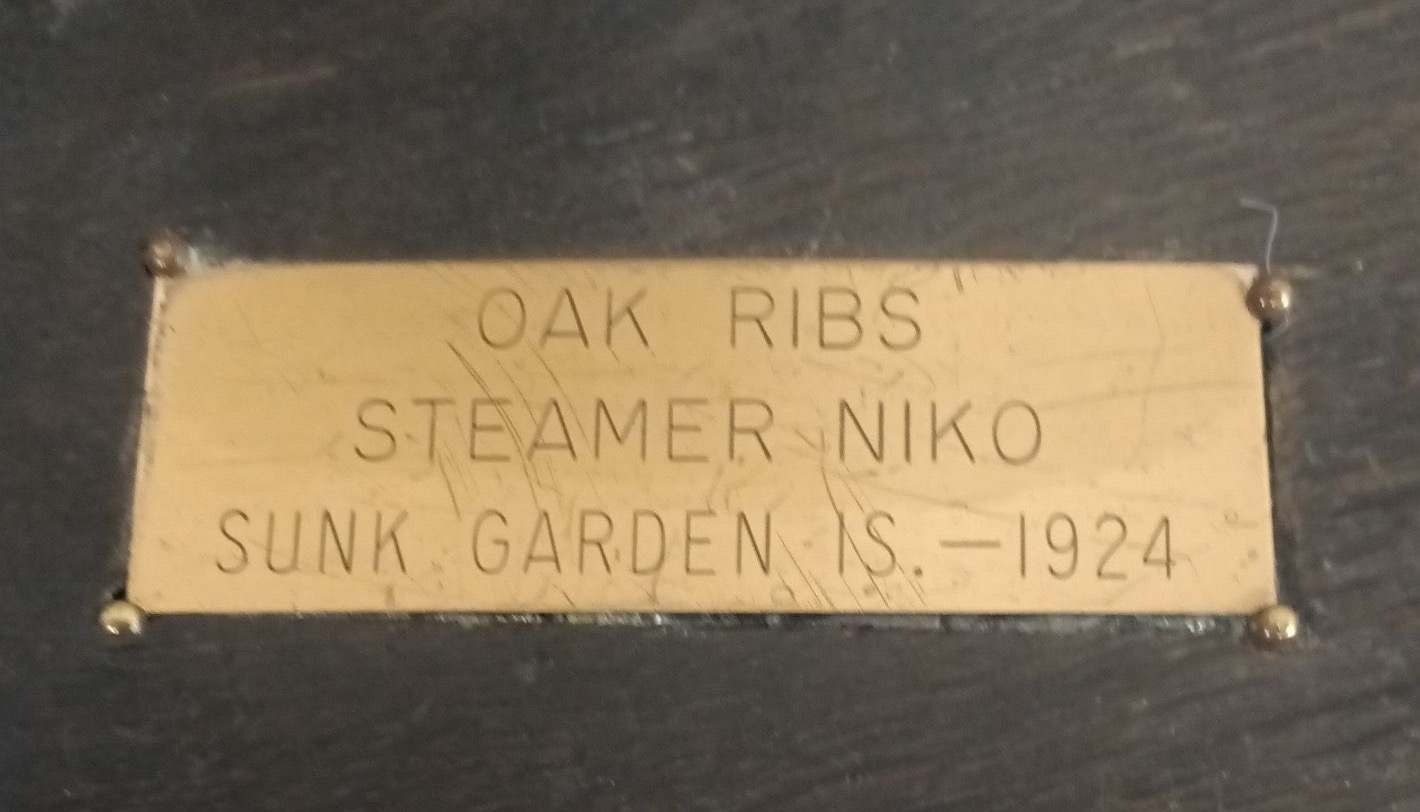 OAK RIBS
STEAMER NIKO
SUNK GARDEN IS. — 1924